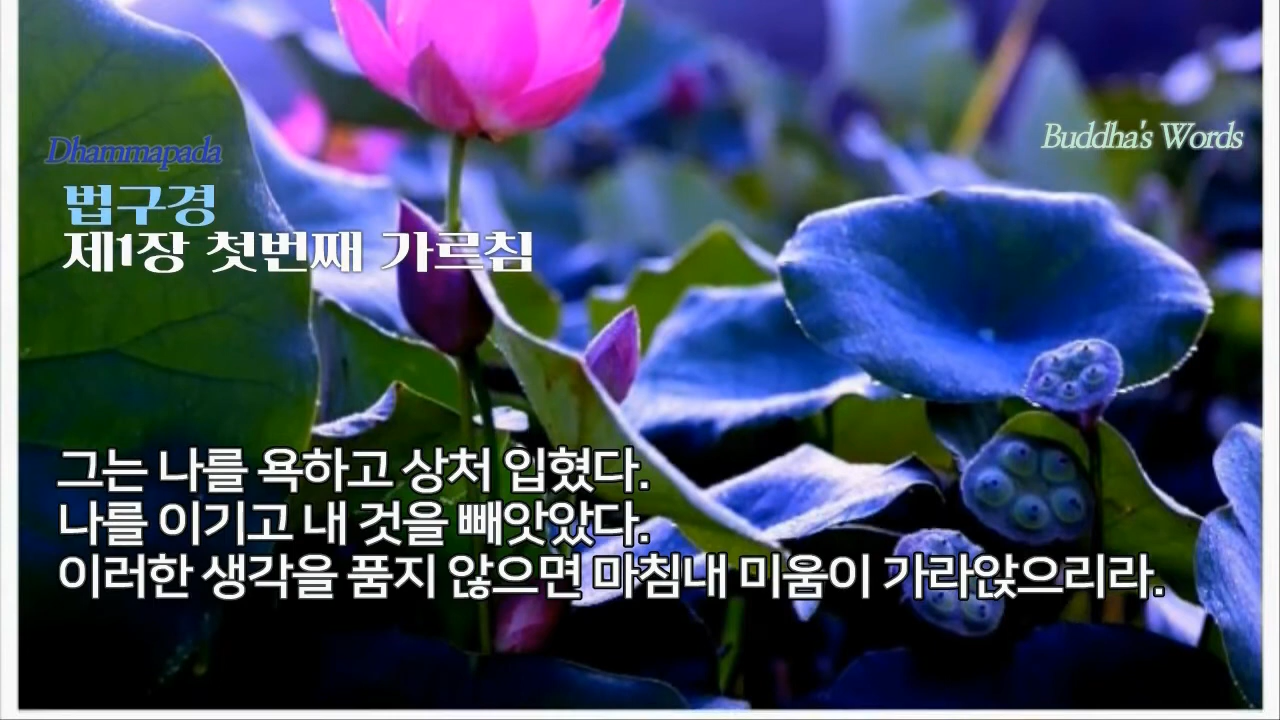 Dhammapada
Buddha's Words
법구경
제1장 첫번째 가르침
그는 나를 욕하고 상처 입혔다.
나를 이기고 내 것을 빼앗았다.
이러한 생각을 품지 않으면 마침내 미움이 가라앉으리라.